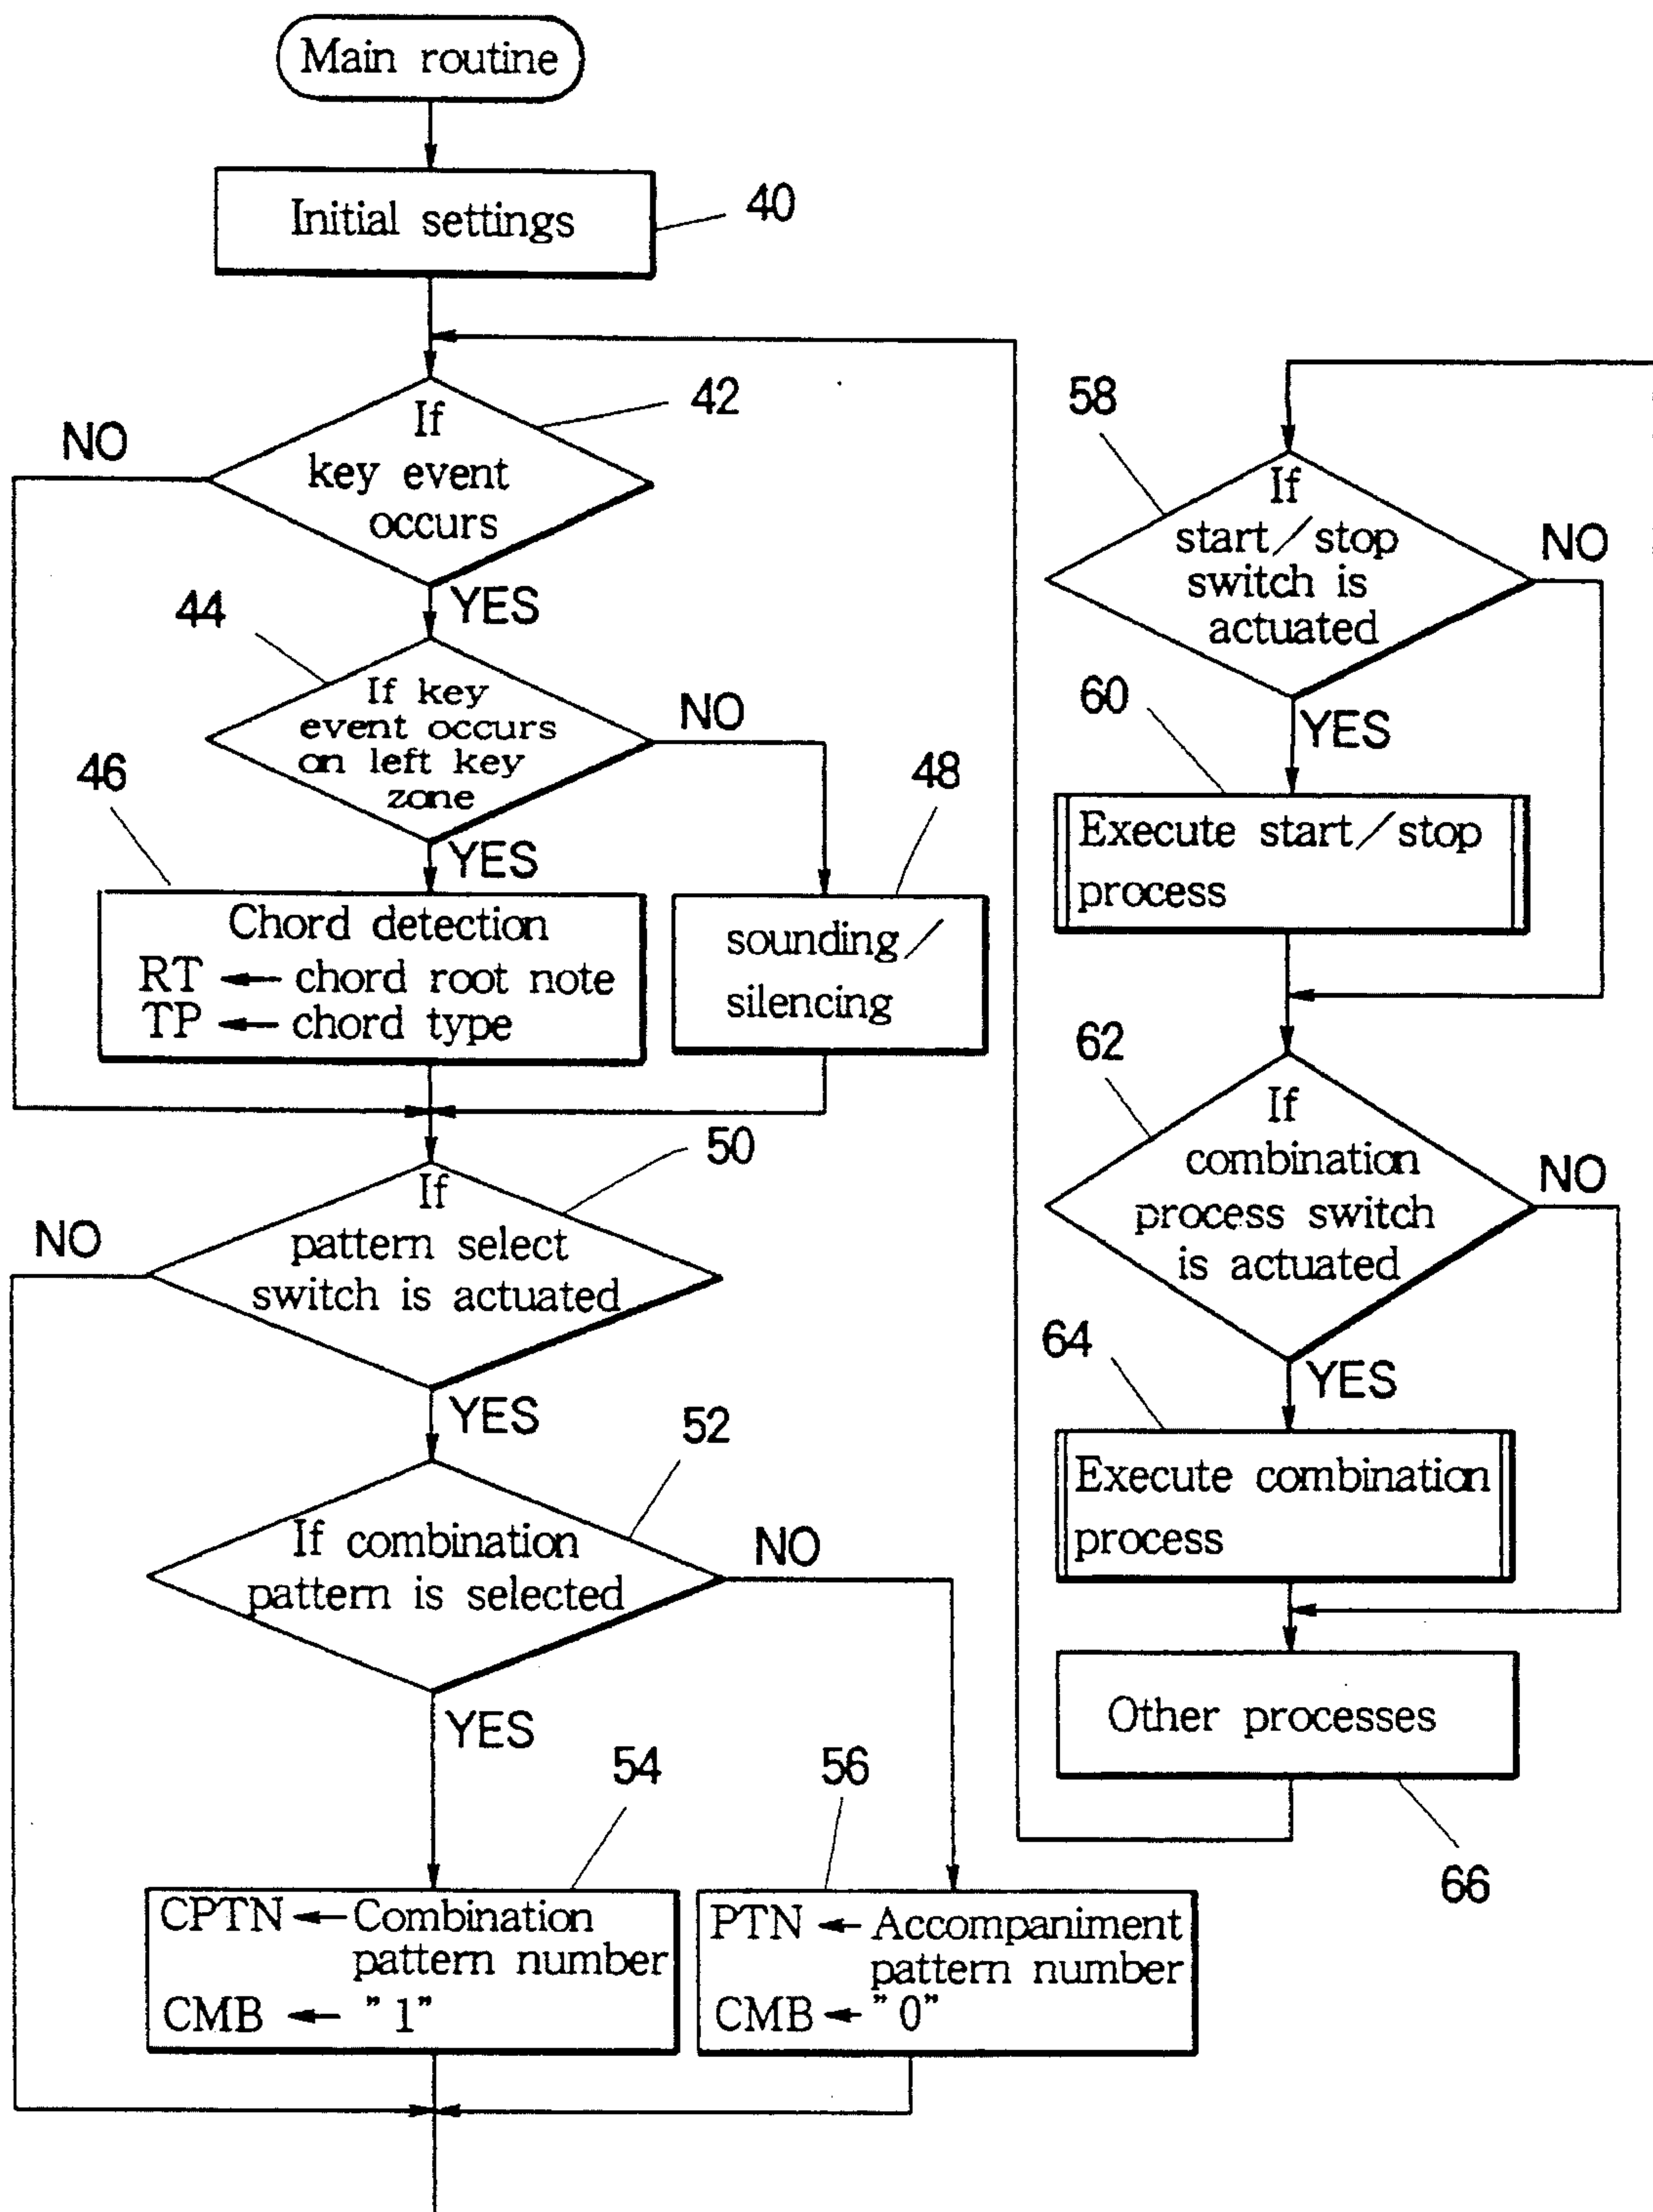 Main routine
Initial settings
40
42
If
key event
occurs
NO
YES
44
If key
event occurs
on left key
zone
NO
YES
46
Chord detection
RT ← chord root note
TP ← chord type
48
sounding/
silencing
50
If
pattern select
switch is actuated
NO
YES
52
If combination
pattern is selected
NO
YES
54
CPTN ← Combination
pattern number
CMB ← "1"
56
PTN ← Accompaniment
pattern number
CMB ← "0"
58
If
start/stop
switch is
actuated
NO
YES
60
Execute start/stop
process
62
If
combination
process switch
is actuated
NO
YES
64
Execute combination
process
Other processes
66